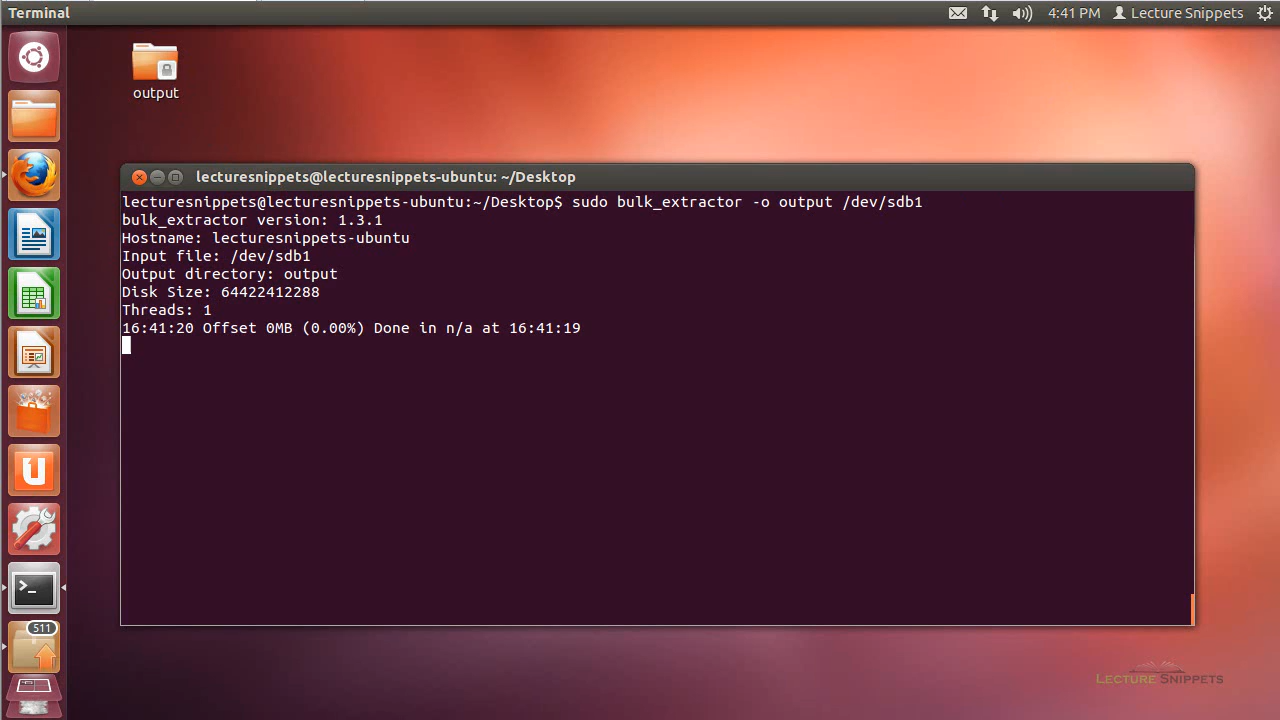 Terminal
4:41 PM Lecture Snippets
output
lecturesnippets@lecturesnippets-ubuntu: ~/Desktop
lecturesnippets@lecturesnippets-ubuntu:~/Desktop$ sudo bulk_extractor -o output /dev/sdb1
bulk_extractor version: 1.3.1
Hostname: lecturesnippets-ubuntu
Input file: /dev/sdb1
Output directory: output
Disk Size: 64422412288
Threads: 1
16:41:20 Offset 0MB (0.00%) Done in n/a at 16:41:19
511
LECTURE SNIPPETS